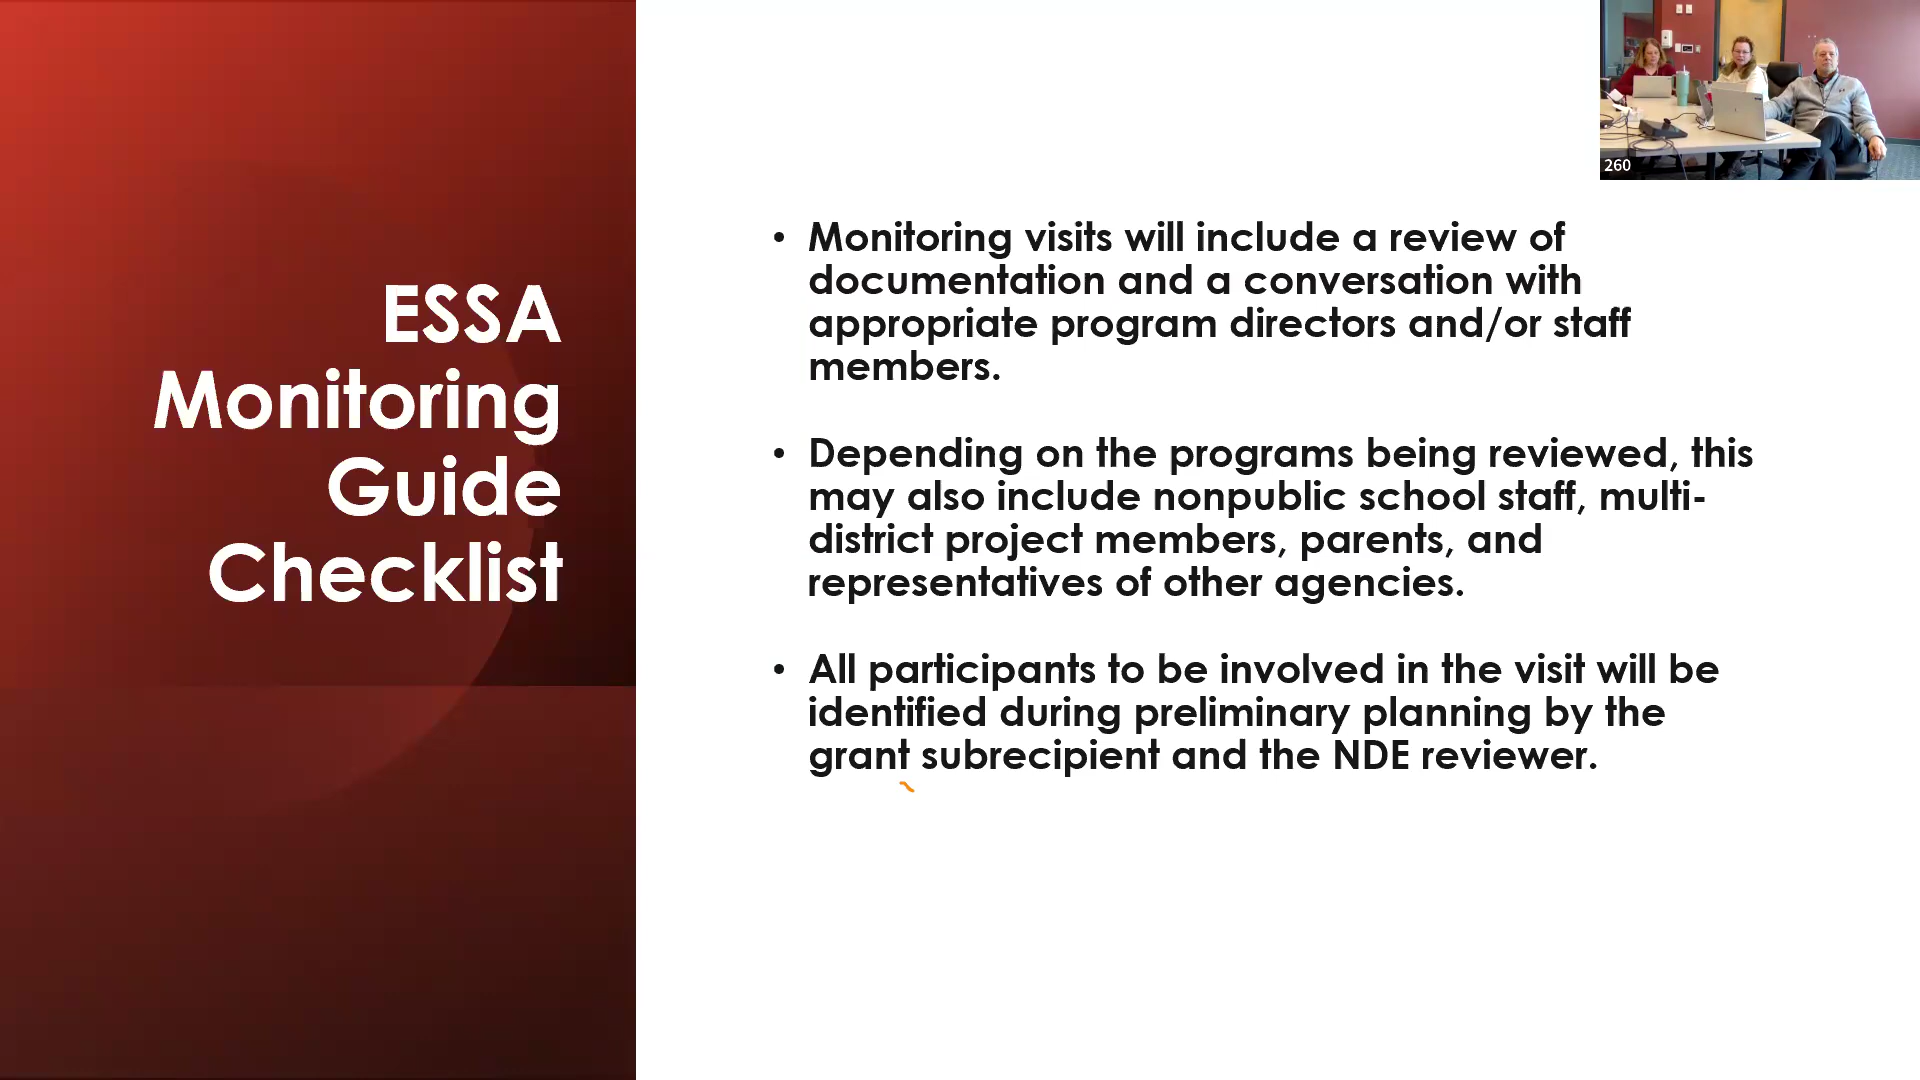 ESSA
Monitoring
Guide
Checklist
• Monitoring visits will include a review of
documentation and a conversation with
appropriate program directors and/or staff
members.
• Depending on the programs being reviewed, this
may also include nonpublic school staff, multi-
district project members, parents, and
representatives of other agencies.
• All participants to be involved in the visit will be
identified during preliminary planning by the
grant subrecipient and the NDE reviewer.
260